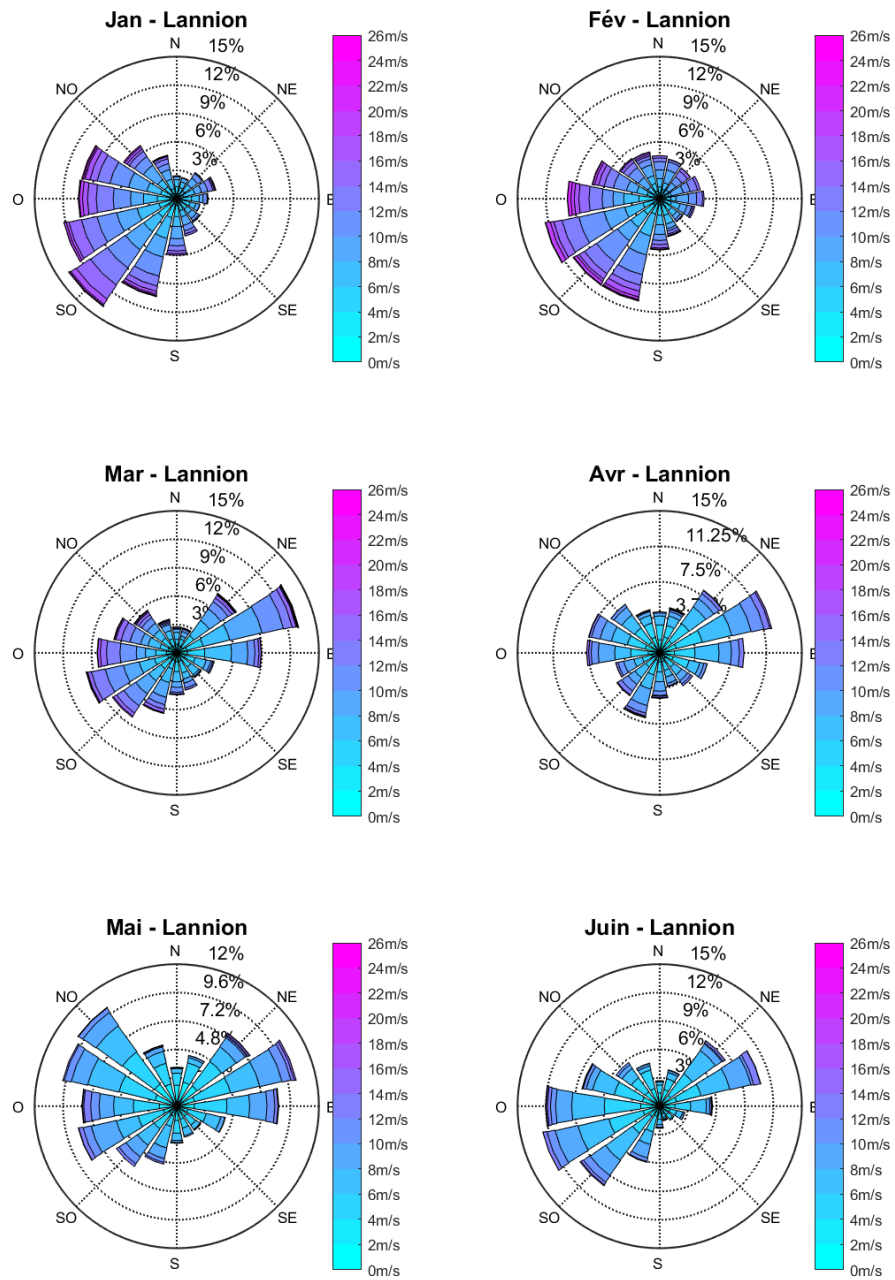 Jan - Lannion
N
15%
12%
9%
6%
3%
NO
NE
O
E
SO
SE
S
26m/s
24m/s
22m/s
20m/s
18m/s
16m/s
14m/s
12m/s
10m/s
8m/s
6m/s
4m/s
2m/s
0m/s
Fév - Lannion
N
15%
12%
9%
6%
3%
NO
NE
O
E
SO
SE
S
26m/s
24m/s
22m/s
20m/s
18m/s
16m/s
14m/s
12m/s
10m/s
8m/s
6m/s
4m/s
2m/s
0m/s
Mar - Lannion
N
15%
12%
9%
6%
3%
NO
NE
O
E
SO
SE
S
26m/s
24m/s
22m/s
20m/s
18m/s
16m/s
14m/s
12m/s
10m/s
8m/s
6m/s
4m/s
2m/s
0m/s
Avr - Lannion
N
15%
11.25%
7.5%
NO
NE
O
E
SO
SE
S
26m/s
24m/s
22m/s
20m/s
18m/s
16m/s
14m/s
12m/s
10m/s
8m/s
6m/s
4m/s
2m/s
0m/s
Mai - Lannion
N
12%
9.6%
7.2%
4.8%
NO
NE
O
E
SO
SE
S
26m/s
24m/s
22m/s
20m/s
18m/s
16m/s
14m/s
12m/s
10m/s
8m/s
6m/s
4m/s
2m/s
0m/s
Juin - Lannion
N
15%
12%
9%
6%
3%
NO
NE
O
E
SO
SE
S
26m/s
24m/s
22m/s
20m/s
18m/s
16m/s
14m/s
12m/s
10m/s
8m/s
6m/s
4m/s
2m/s
0m/s